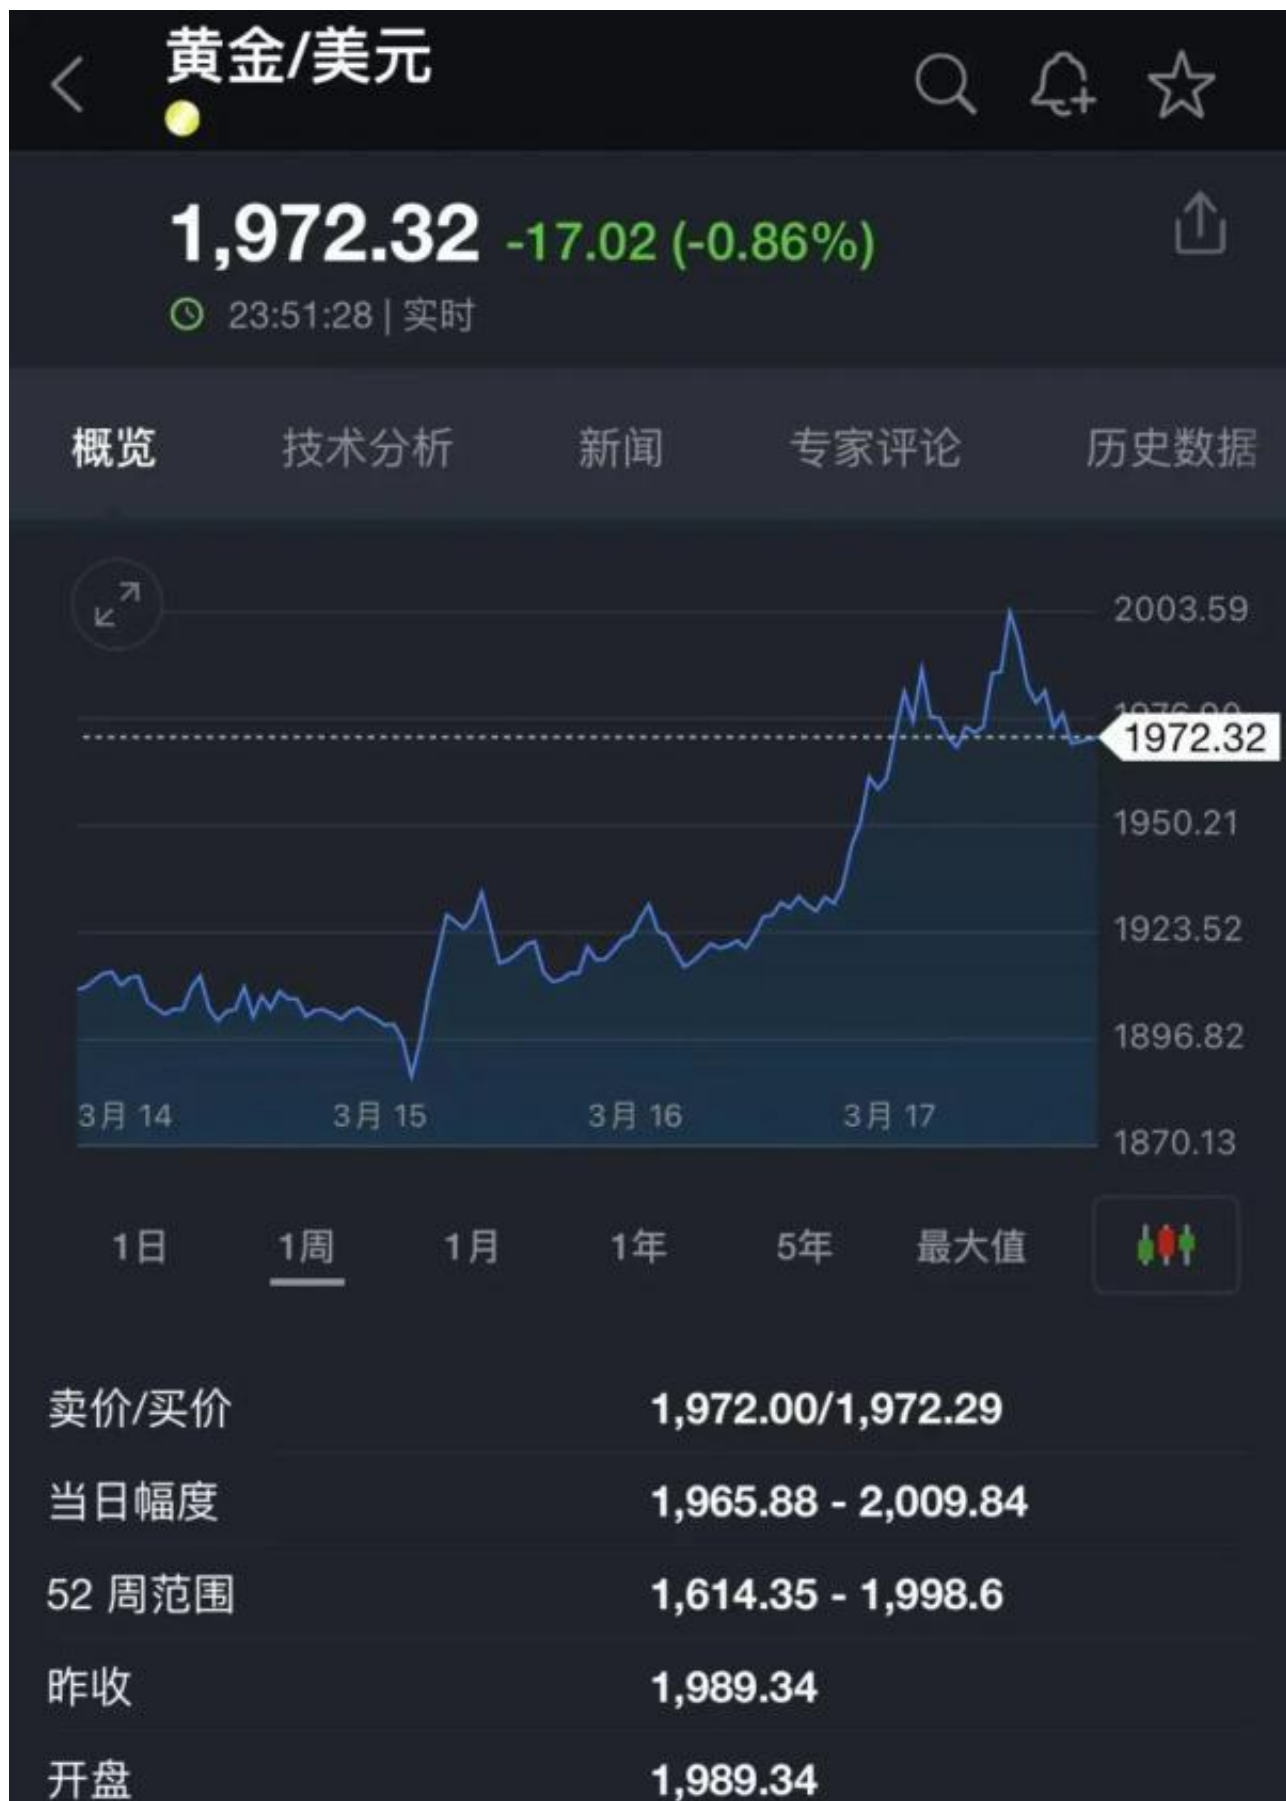 黄金/美元
1,972.32 -17.02 (-0.86%)
23:51:28 | 实时
概览 技术分析 新闻 专家评论 历史数据
2003.59
1972.32
1950.21
1923.52
1896.82
3月 14 3月 15 3月 16 3月 17
1870.13
1日 1周 1月 1年 5年 最大值
卖价/买价 1,972.00/1,972.29
当日幅度 1,965.88 - 2,009.84
52 周范围 1,614.35 - 1,998.6
昨收 1,989.34
开盘 1,989.34